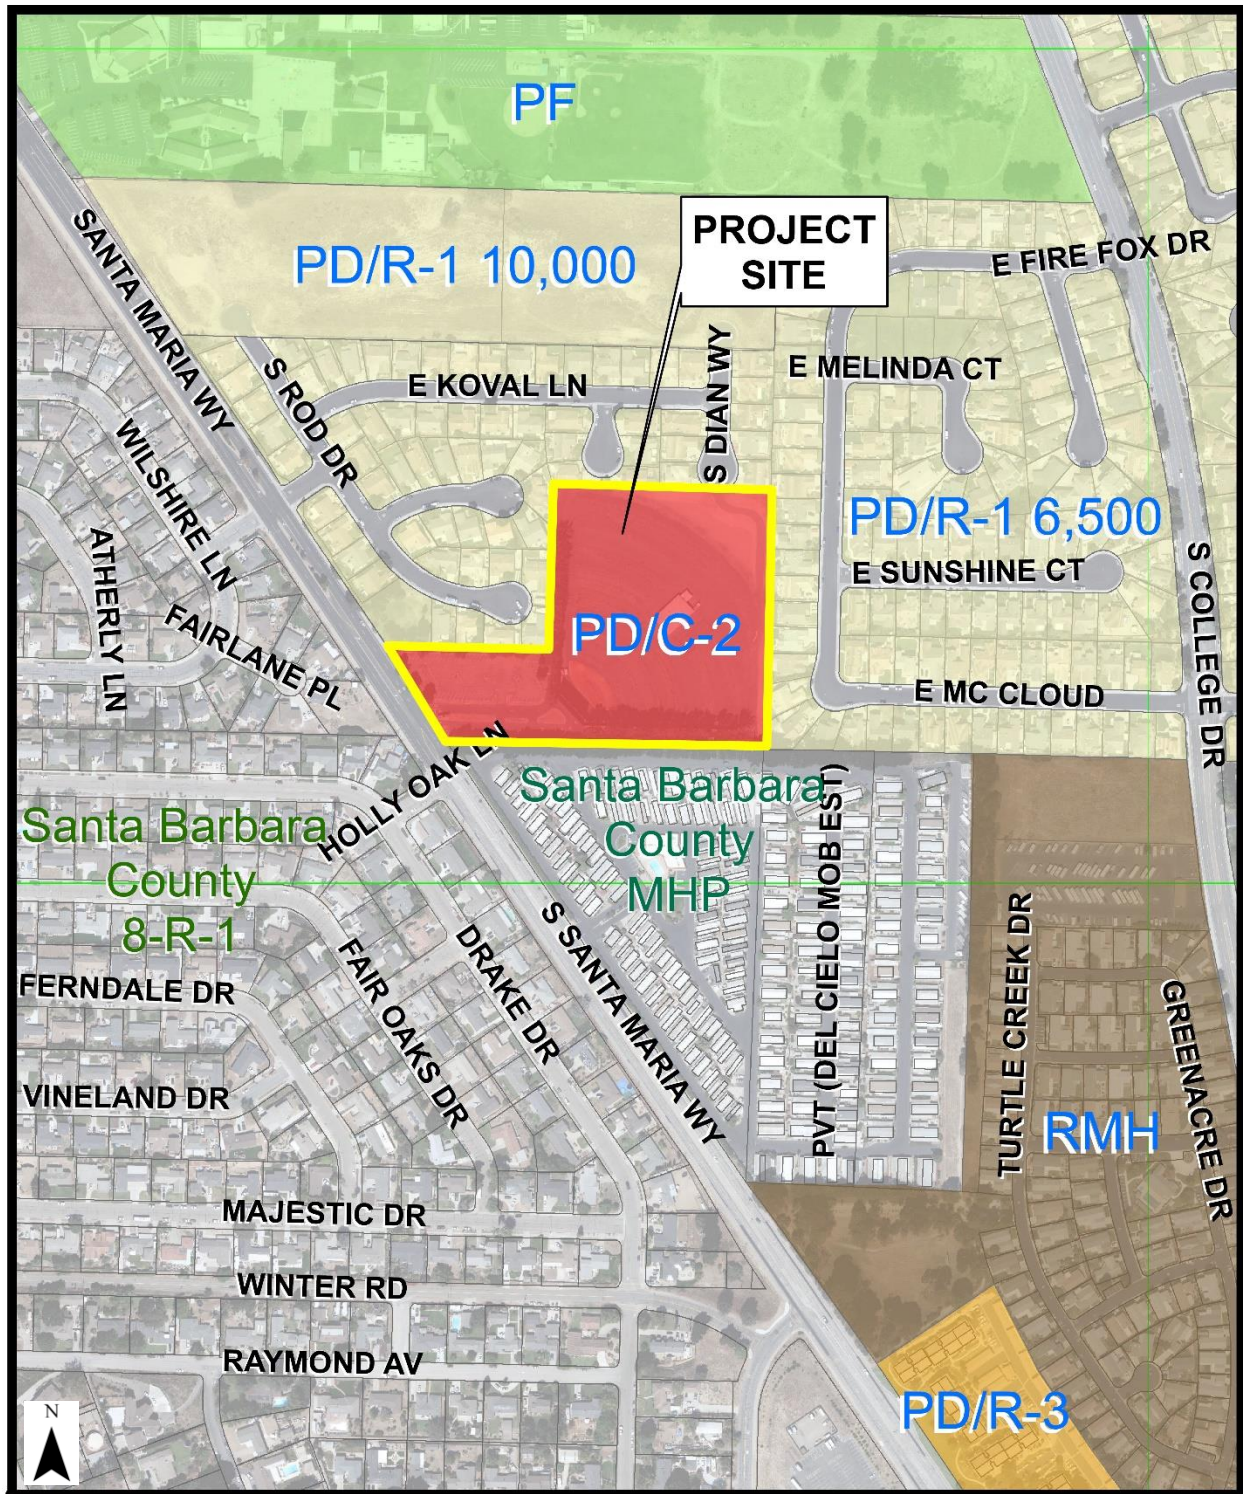 PF
PROJECT
SITE
SANTA MARIA WY
PD/R-1 10,000
E FIRE FOX DR
S ROD DR
E KOVAL LN
S DIAN WY
E MELINDA CT
WILSHIRE LN
PD/R-1 6,500
ATHERLY LN
E SUNSHINE CT
S COLLEGE DR
FAIRLANE PL
PD/C-2
E MC CLOUD
HOLLY OAK LN
Santa Barbara
County
MHP
PVT (DEL CIELO MOB EST)
Santa Barbara
County
8-R-1
FERNDALE DR
FAIR OAKS DR
DRAKE DR
S SANTA MARIA WY
TURTLE CREEK DR
GREENACRE DR
VINELAND DR
RMH
MAJESTIC DR
WINTER RD
RAYMOND AV
PD/R-3
N